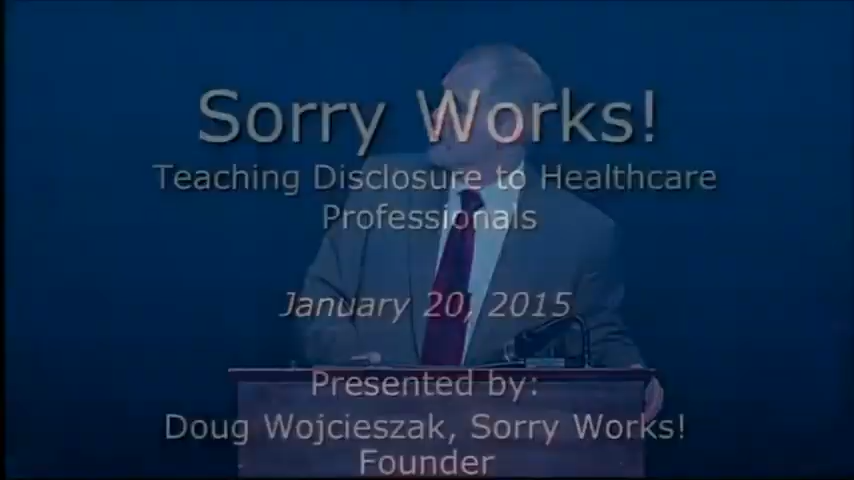 Sorry Works!
Teaching Disclosure to Healthcare
Professionals
January 20, 2015
Presented by:
Doug Wojcieszak, Sorry Works!
Founder